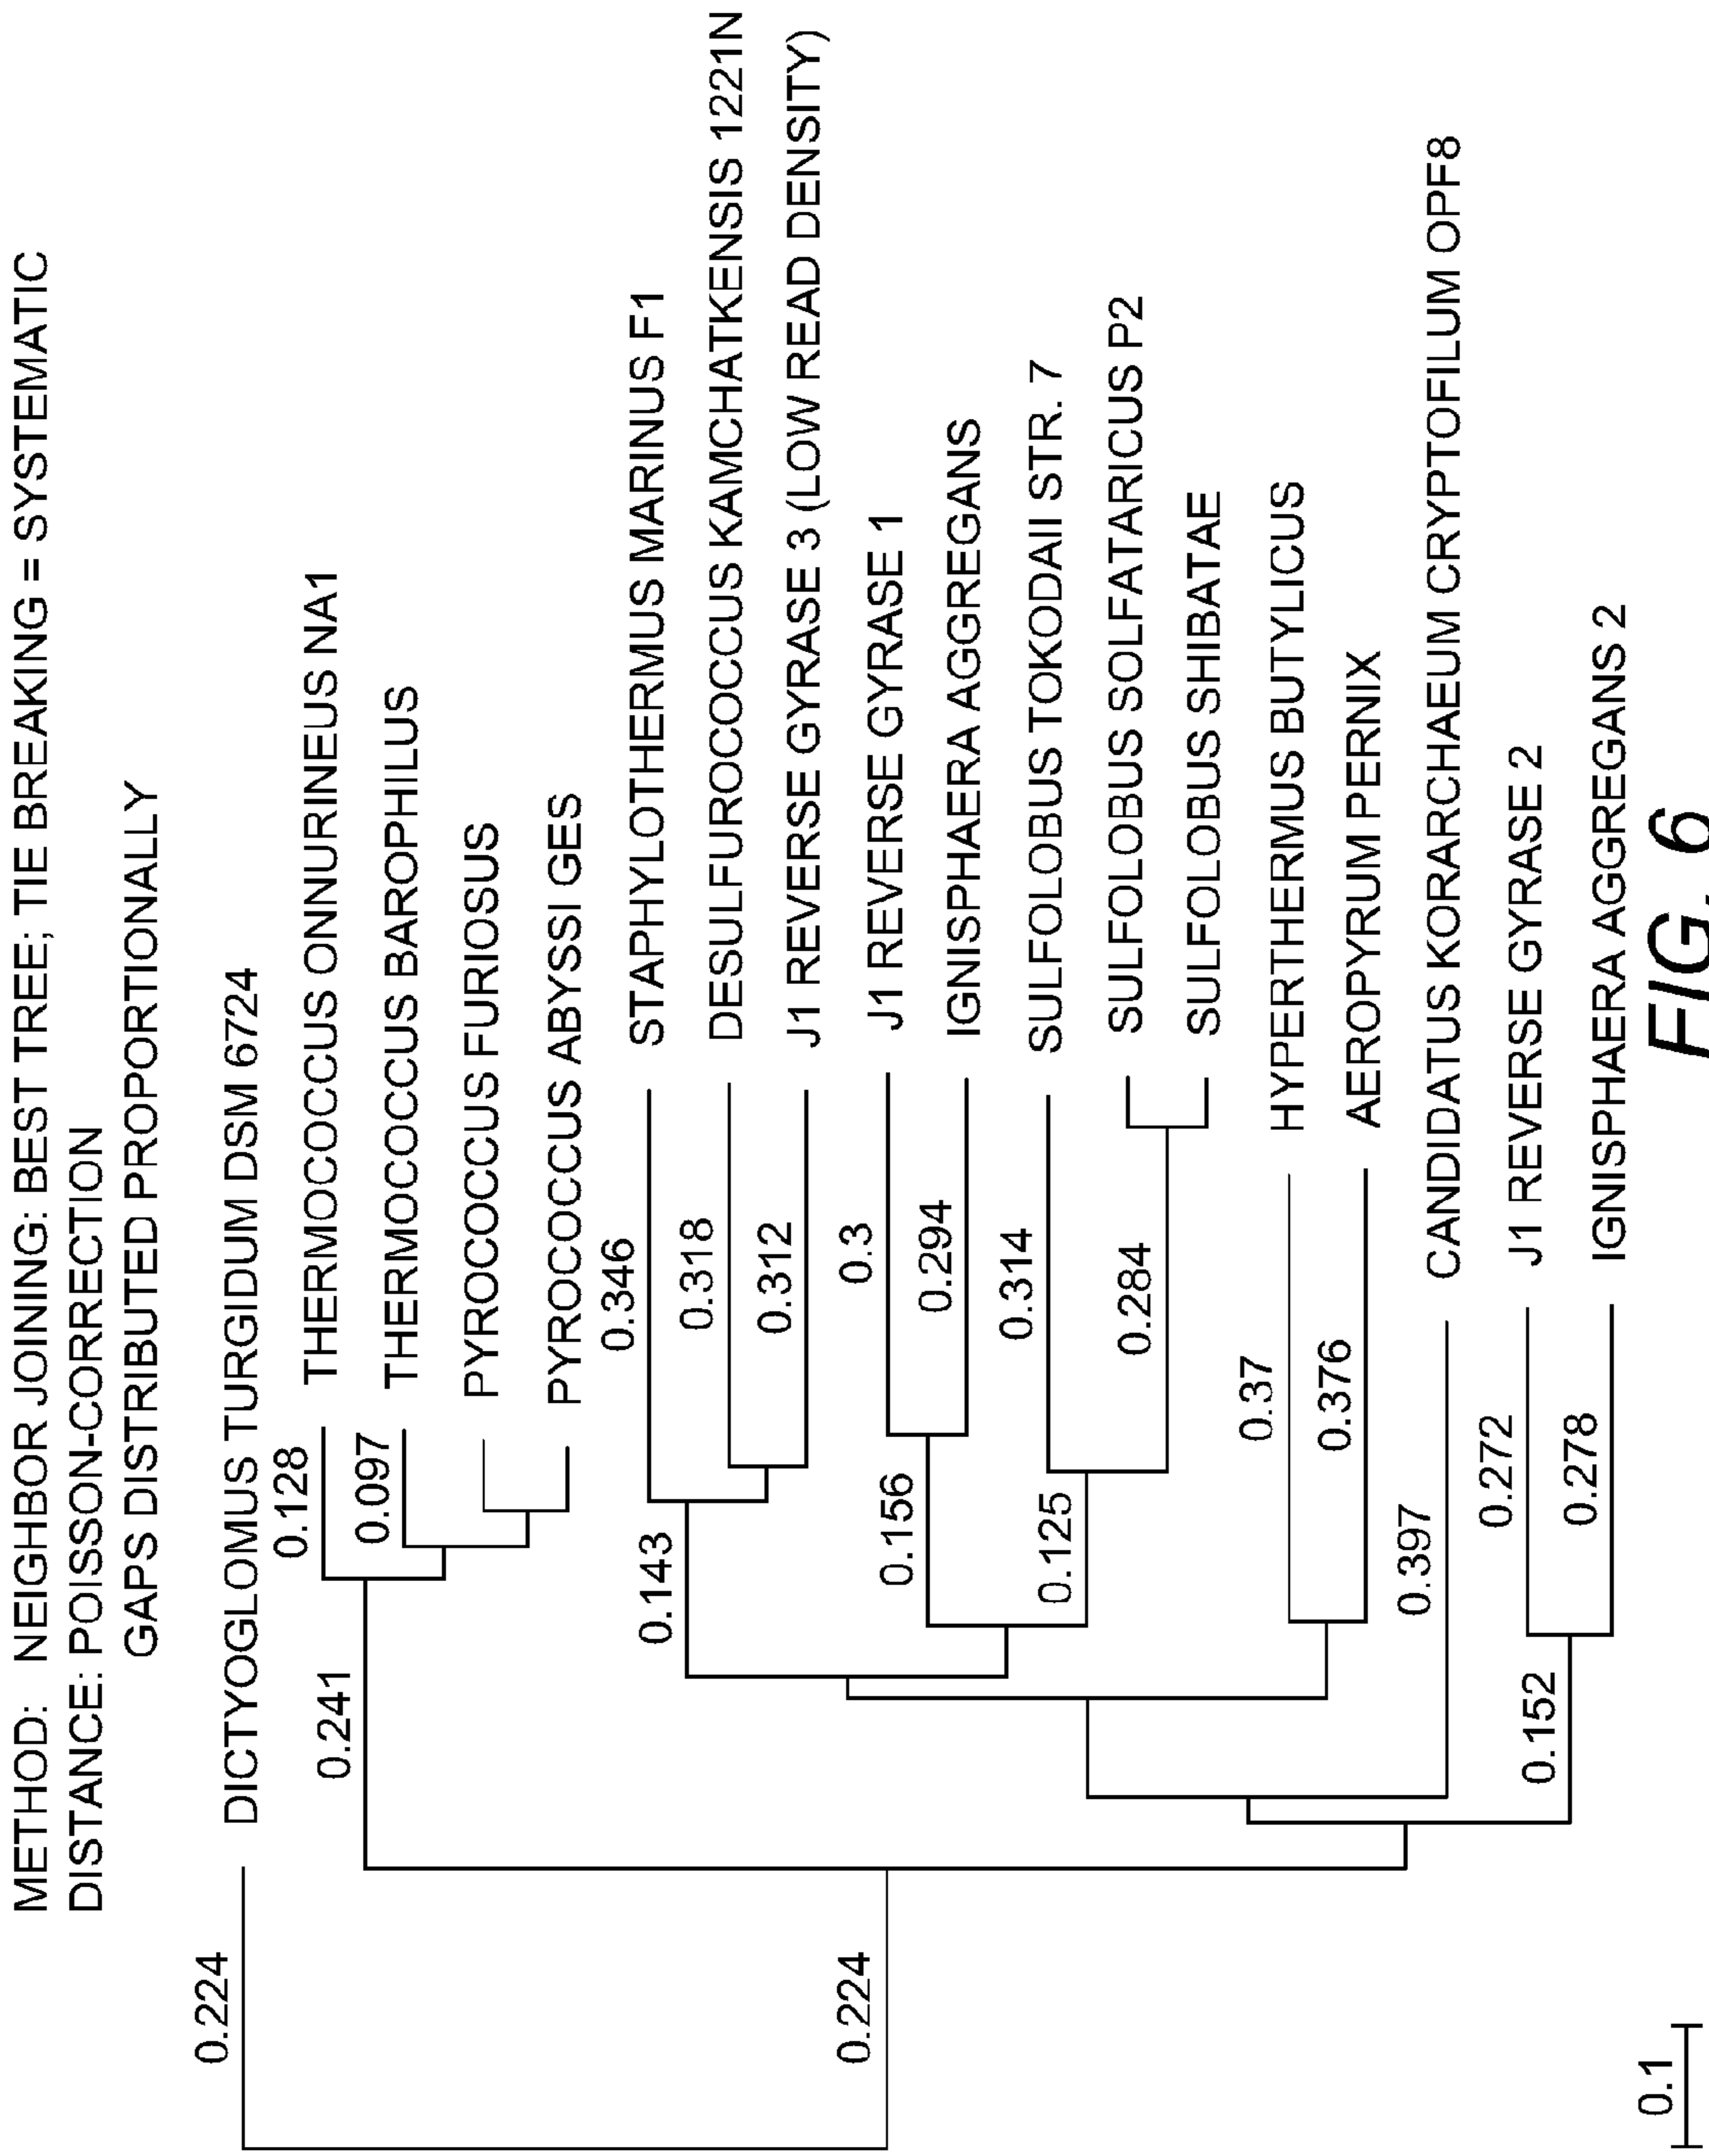 METHOD: NEIGHBOR JOINING: BEST TREE; TIE BREAKING = SYSTEMATIC
DISTANCE: POISSON-CORRECTION
GAPS DISTRIBUTED PROPORTIONALLY
0.224
DICTYOGLOMUS TURGIDUM DSM 6724
0.128
THERMOCOCCUS ONNURINEUS NA1
0.241
0.097
THERMOCOCCUS BAROPHILUS
PYROCOCCUS FURIOSUS
PYROCOCCUS ABYSSI GES
0.346
STAPHYLOTHERMUS MARINUS F1
0.143
0.318
DESULFUROCOCCUS KAMCHATKENSIS 1221N
0.312
J1 REVERSE GYRASE 3 (LOW READ DENSITY)
0.224
0.3
J1 REVERSE GYRASE 1
0.156
0.294
IGNISPHAERA AGGREGANS
0.314
SULFOLOBUS TOKODAII STR. 7
0.125
0.284
SULFOLOBUS SOLFATARICUS P2
SULFOLOBUS SHIBATAE
0.37
HYPERTHERMUS BUTYLICUS
0.376
AEROPYRUM PERNIX
0.397
CANDIDATUS KORARCHAEUM CRYPTOFILUM OPF8
0.272
J1 REVERSE GYRASE 2
0.152
0.278
IGNISPHAERA AGGREGANS 2
0.1
FIG. 6